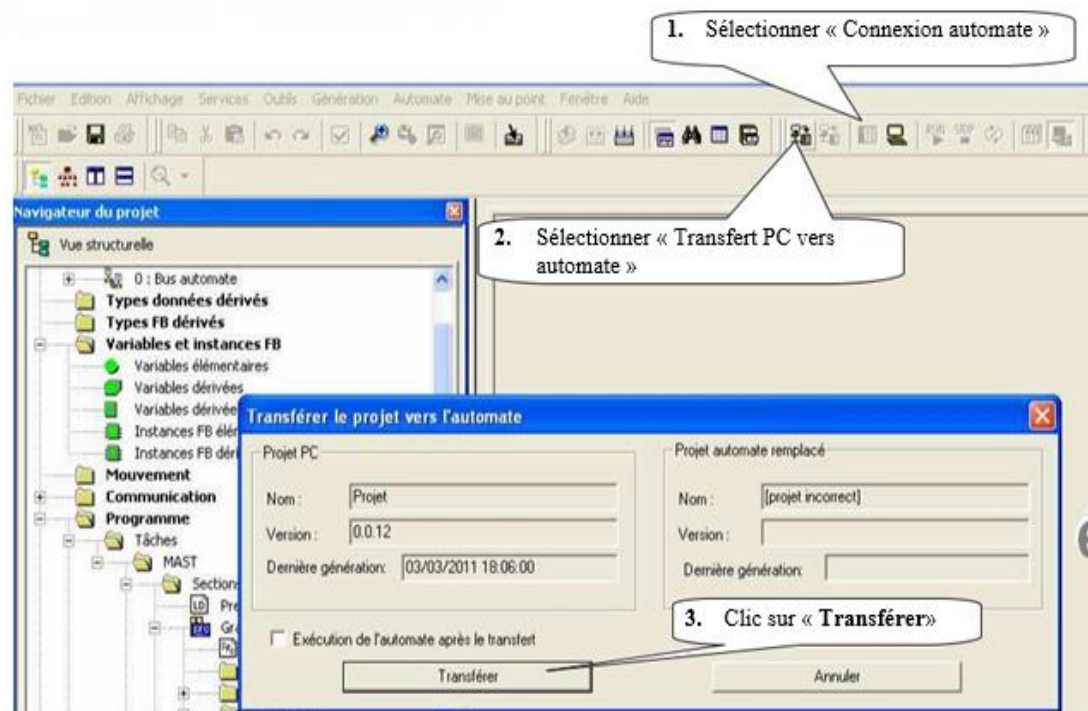 1. Sélectionner « Connexion automate »
Fichier Edition Affichage Services Outils Génération Automate Mise au point Fenêtre Aide
RUN STOP
Navigateur du projet
Vue structurelle
2. Sélectionner « Transfert PC vers
automate »
0 : Bus automate
Types données dérivés
Types FB dérivés
Variables et instances FB
Variables élémentaires
Variables dérivées
Variables dérivée
Instances FB élé
Instances FB déri
Mouvement
Communication
Programme
Tâches
MAST
Section
LD Pre
Gr
Transférer le projet vers l'automate
Projet PC
Nom : Projet
Version : 0.0.12
Dernière génération: 03/03/2011 18:06:00
Projet automate remplacé
Nom : [projet incorrect]
Version :
Dernière génération:
3. Clic sur « Transférer»
Exécution de l'automate après le transfert
Transférer
Annuler